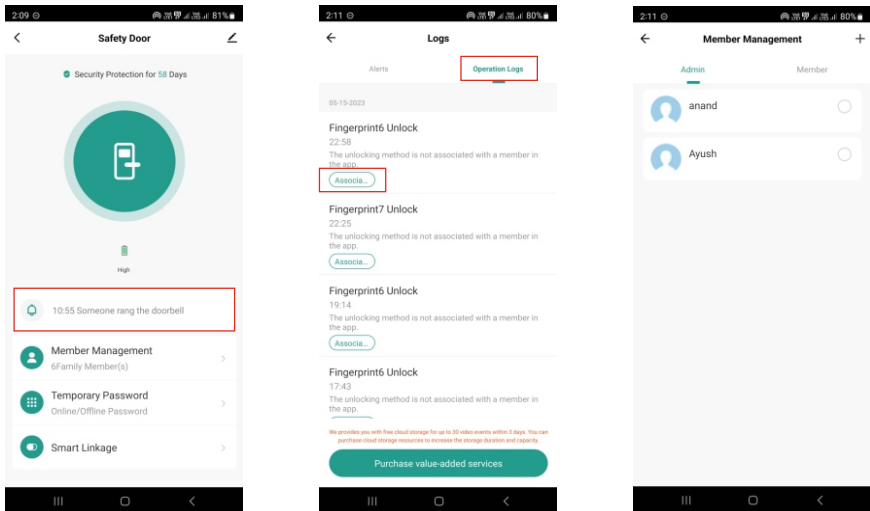 2:09
81%
Safety Door
Security Protection for 58 Days
High
10:55 Someone rang the doorbell
Member Management
6Family Member(s)
Temporary Password
Online/Offline Password
Smart Linkage
2:11
80%
Logs
Alerts
Operation Logs
05-15-2023
Fingerprint6 Unlock
22:58
The unlocking method is not associated with a member in
the app.
Associa...
Fingerprint7 Unlock
22:25
The unlocking method is not associated with a member in
the app.
Associa...
Fingerprint6 Unlock
19:14
The unlocking method is not associated with a member in
the app.
Associa...
Fingerprint6 Unlock
17:43
The unlocking method is not associated with a member in
the app.
We provides you with free cloud storage for up to 30 video events within 3 days. You can
purchase cloud storage resources to increase the storage duration and capacity.
Purchase value-added services
2:11
80%
Member Management
Admin
Member
anand
Ayush